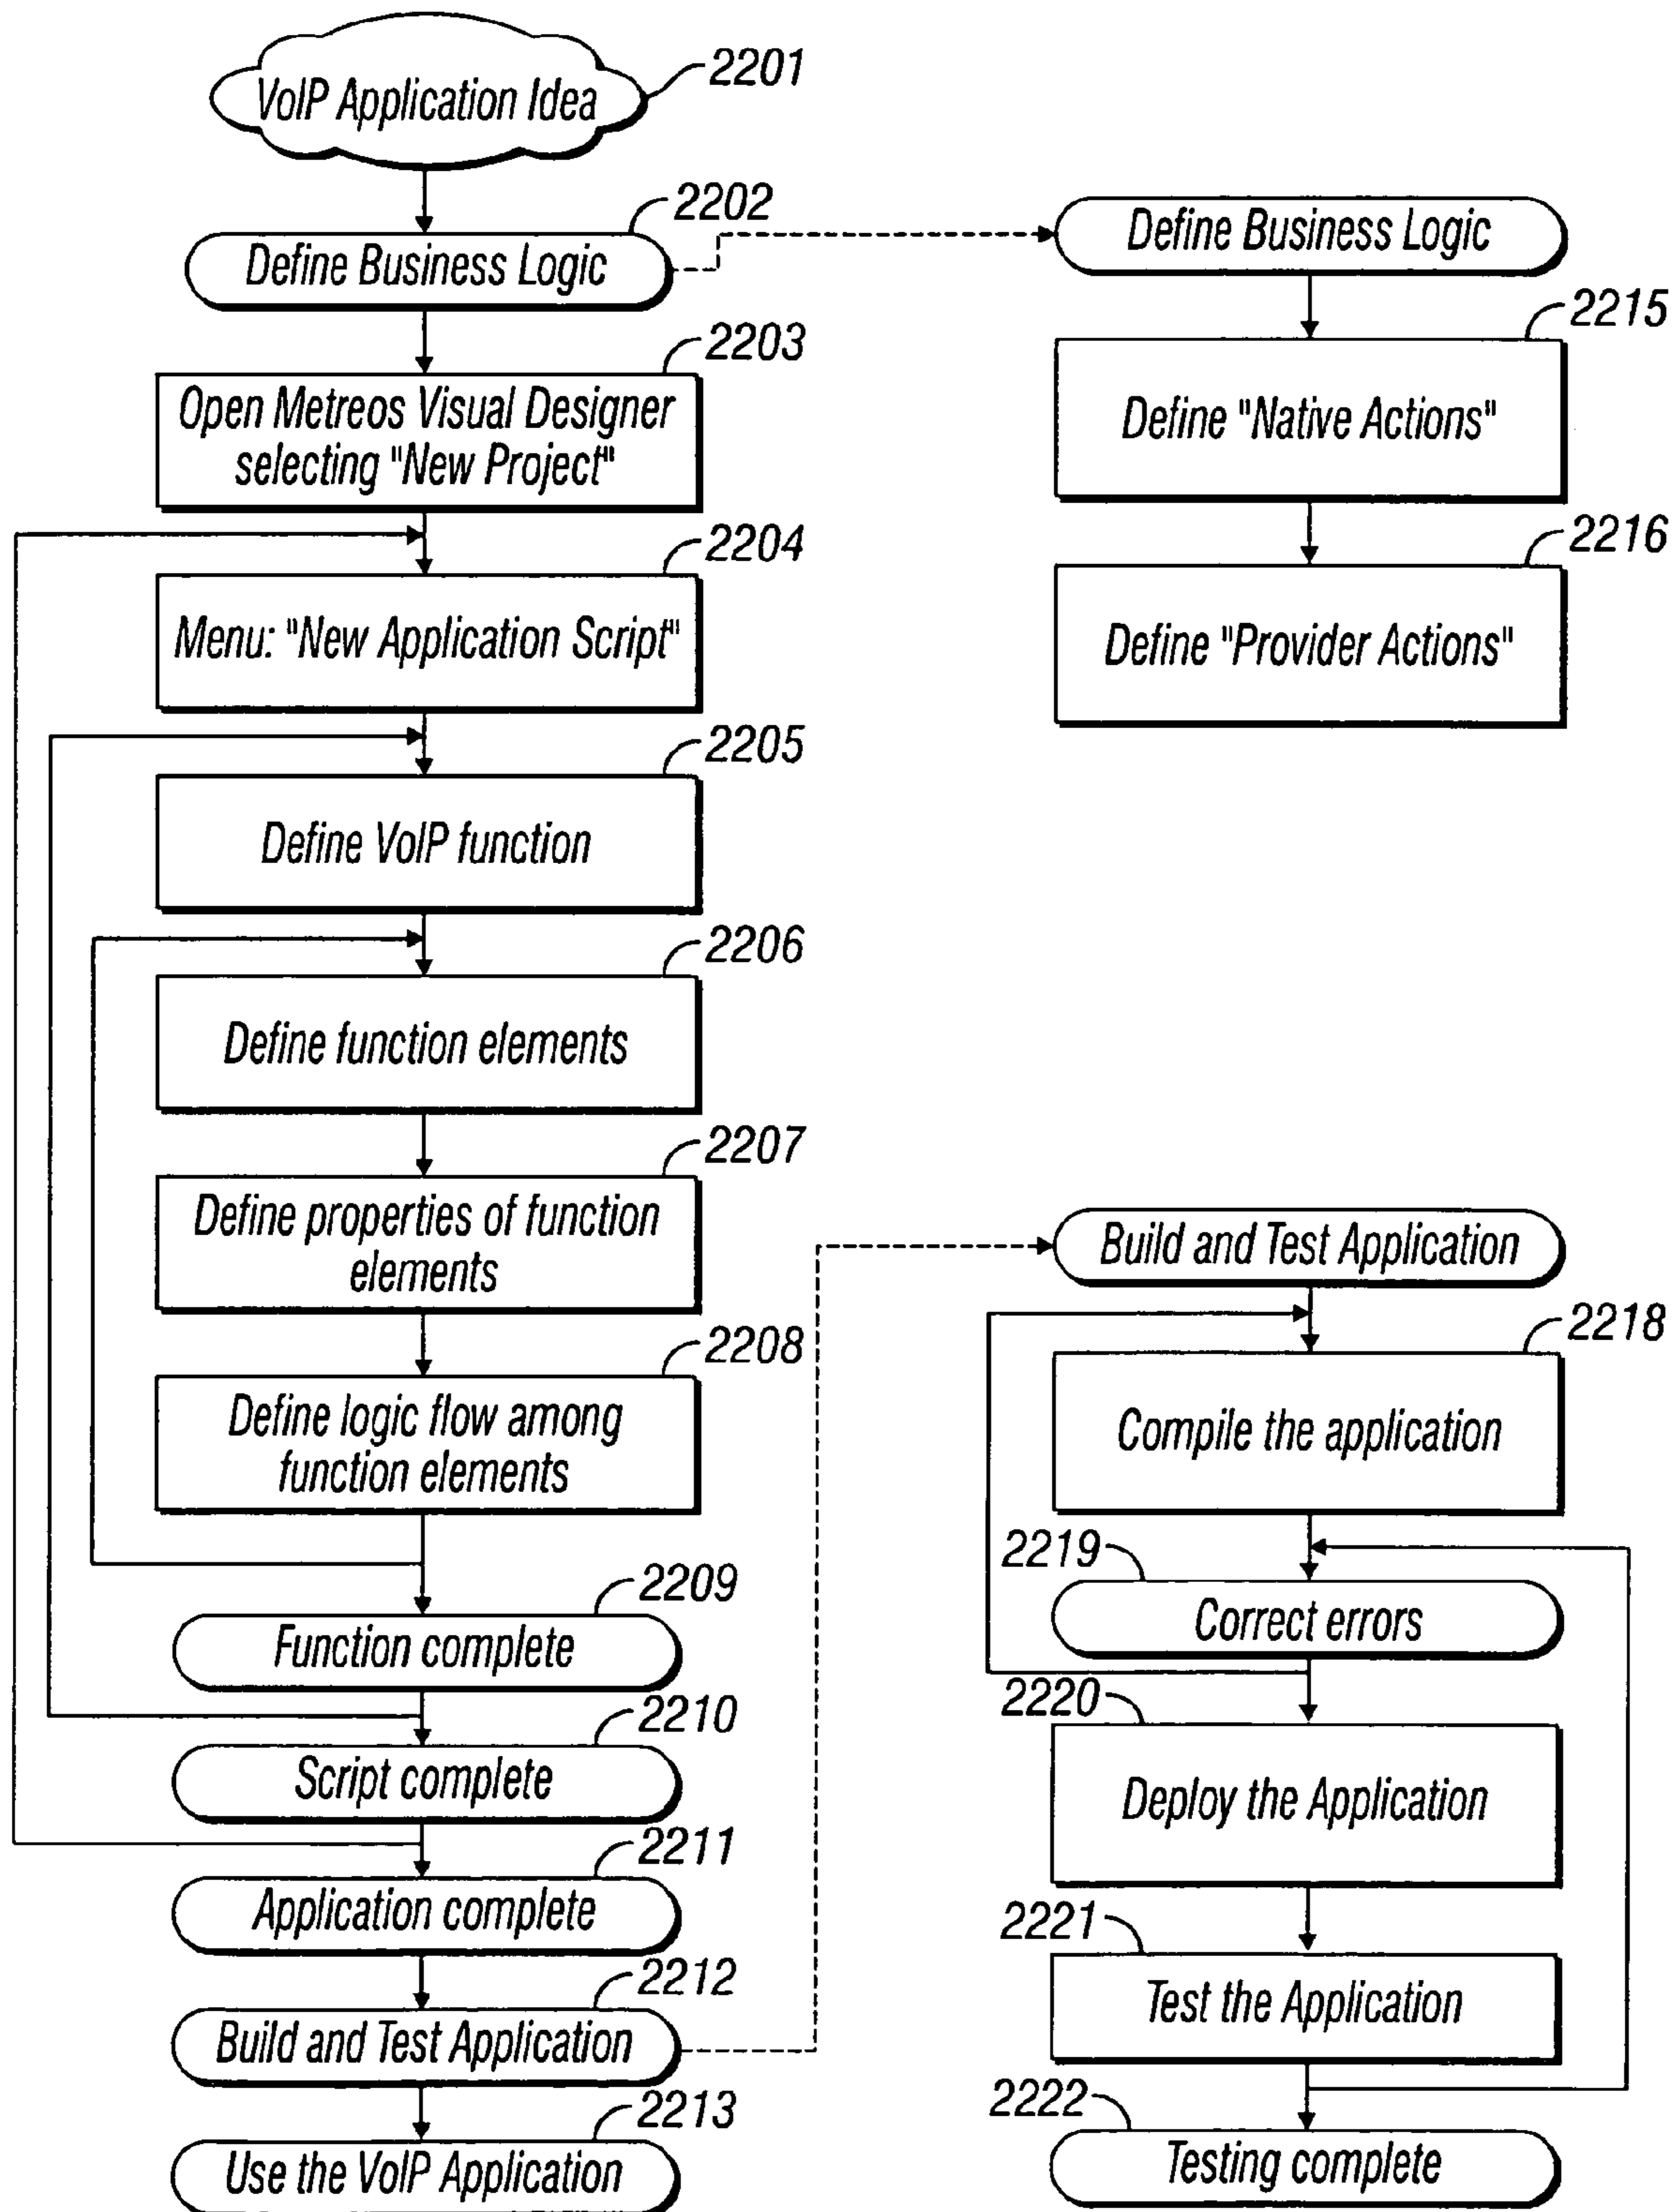 VoIP Application Idea
2201
2202
Define Business Logic
2203
Open Metreos Visual Designer
selecting "New Project"
2204
Menu: "New Application Script"
2205
Define VoIP function
2206
Define function elements
2207
Define properties of function
elements
2208
Define logic flow among
function elements
2209
Function complete
2210
Script complete
2211
Application complete
2212
Build and Test Application
2213
Use the VoIP Application
Define Business Logic
2215
Define "Native Actions"
2216
Define "Provider Actions"
Build and Test Application
2218
Compile the application
2219
Correct errors
2220
Deploy the Application
2221
Test the Application
2222
Testing complete